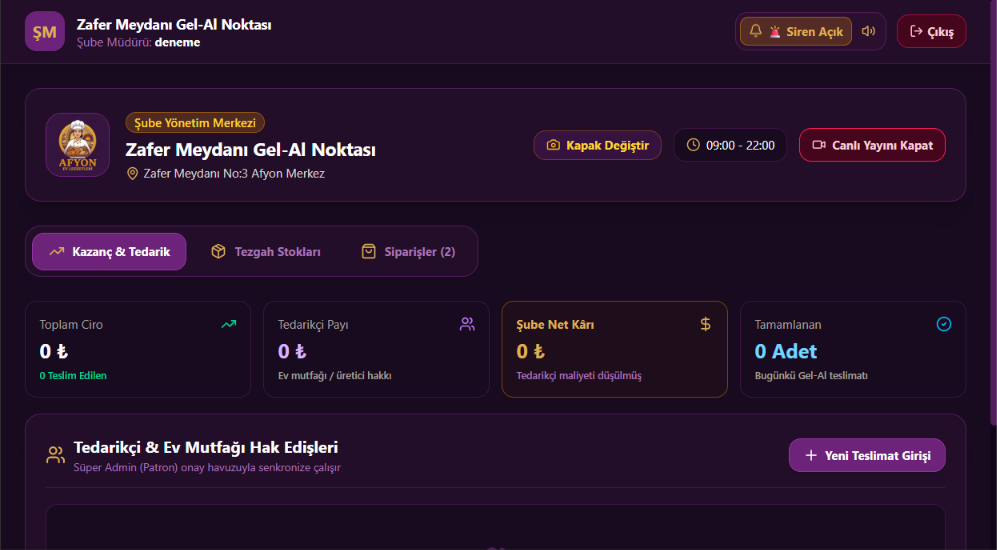 ŞM
Zafer Meydanı Gel-Al Noktası
Şube Müdürü: deneme
Siren Açık
Çıkış
AFYON
Şube Yönetim Merkezi
Zafer Meydanı Gel-Al Noktası
Zafer Meydanı No:3 Afyon Merkez
Kapak Değiştir
09:00 - 22:00
Canlı Yayını Kapat
Kazanç & Tedarik
Tezgah Stokları
Siparişler (2)
Toplam Ciro
0 ₺
0 Teslim Edilen
Tedarikçi Payı
0 ₺
Ev mutfağı / üretici hakkı
Şube Net Kârı
0 ₺
Tedarikçi maliyeti düşülmüş
Tamamlanan
0 Adet
Bugünkü Gel-Al teslimatı
Tedarikçi & Ev Mutfağı Hak Edişleri
Süper Admin (Patron) onay havuzuyla senkronize çalışır
Yeni Teslimat Girişi